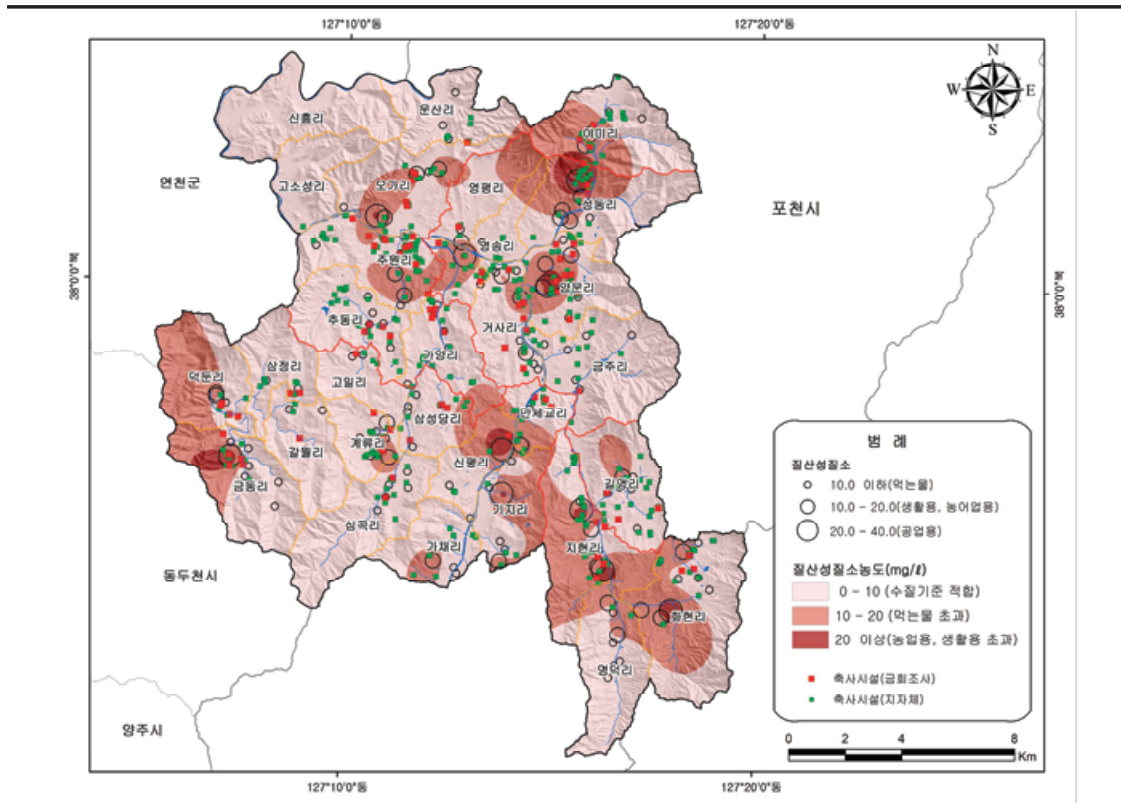 127°10'0"동
127°20'0"동
N
W
E
S
운산리
신흥리
야미리
연천군
고소성리
오가리
영평리
성동리
포천시
영송리
주원리
38°0'0"북
38°0'0"북
양문리
추동리
거사리
가양리
금주리
삼정리
덕둔리
고일리
삼성당리
만세교리
갈월리
계류리
신평리
금동리
길명리
기지리
심곡리
가채리
지현리
동두천시
화현리
명덕리
양주시
범 례
질산성질소
10.0 이하(먹는물)
10.0 - 20.0(생활용, 농어업용)
20.0 - 40.0(공업용)
질산성질소농도(mg/ℓ)
0 - 10 (수질기준 적합)
10 - 20 (먹는물 초과)
20 이상(농업용, 생활용 초과)
축사시설(금회조사)
축사시설(지자체)
0 2 4 8
Km
127°10'0"동
127°20'0"동